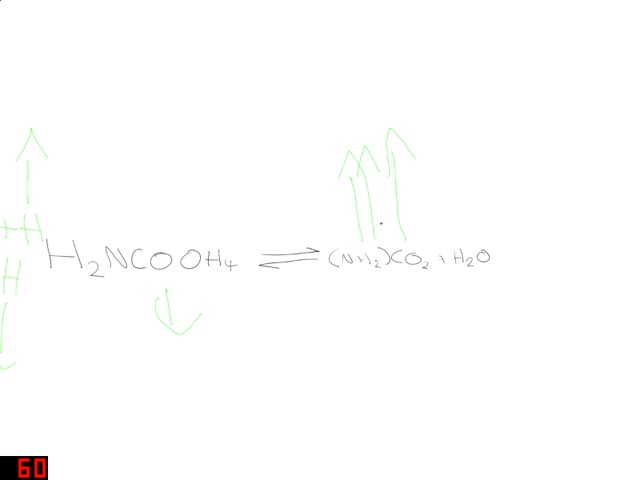 +H
H
H₂NCOOH₄ ⇌ (NH₂)CO₂ + H₂O
60